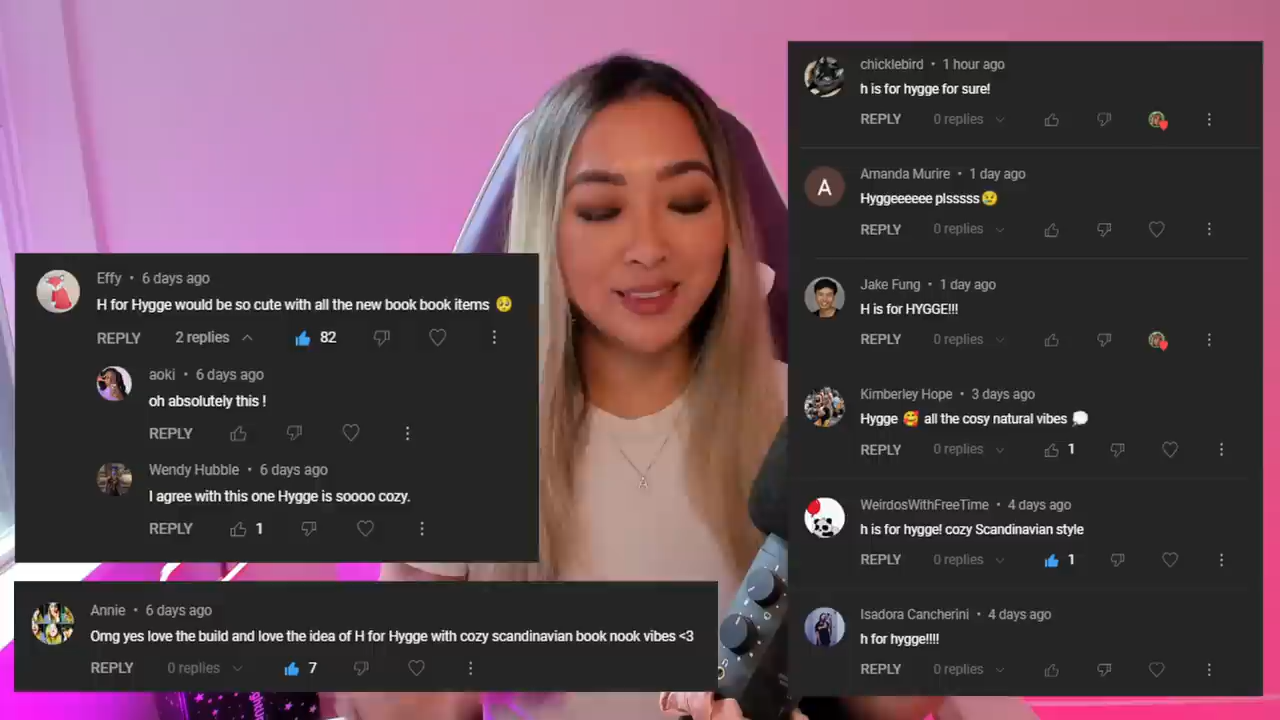 Effy • 6 days ago
H for Hygge would be so cute with all the new book book items 🥺
REPLY 2 replies 82
aoki • 6 days ago
oh absolutely this !
REPLY
Wendy Hubble • 6 days ago
I agree with this one Hygge is soooo cozy.
REPLY 1
Annie • 6 days ago
Omg yes love the build and love the idea of H for Hygge with cozy scandinavian book nook vibes <3
REPLY 0 replies 7
chicklebird • 1 hour ago
h is for hygge for sure!
REPLY 0 replies
A
Amanda Murire • 1 day ago
Hyggeeeeee plsssss😢
REPLY 0 replies
Jake Fung • 1 day ago
H is for HYGGE!!!
REPLY 0 replies
Kimberley Hope • 3 days ago
Hygge 🥰 all the cosy natural vibes 💭
REPLY 0 replies 1
WeirdosWithFreeTime • 4 days ago
h is for hygge! cozy Scandinavian style
REPLY 0 replies 1
Isadora Cancherini • 4 days ago
h for hygge!!!!
REPLY 0 replies
A